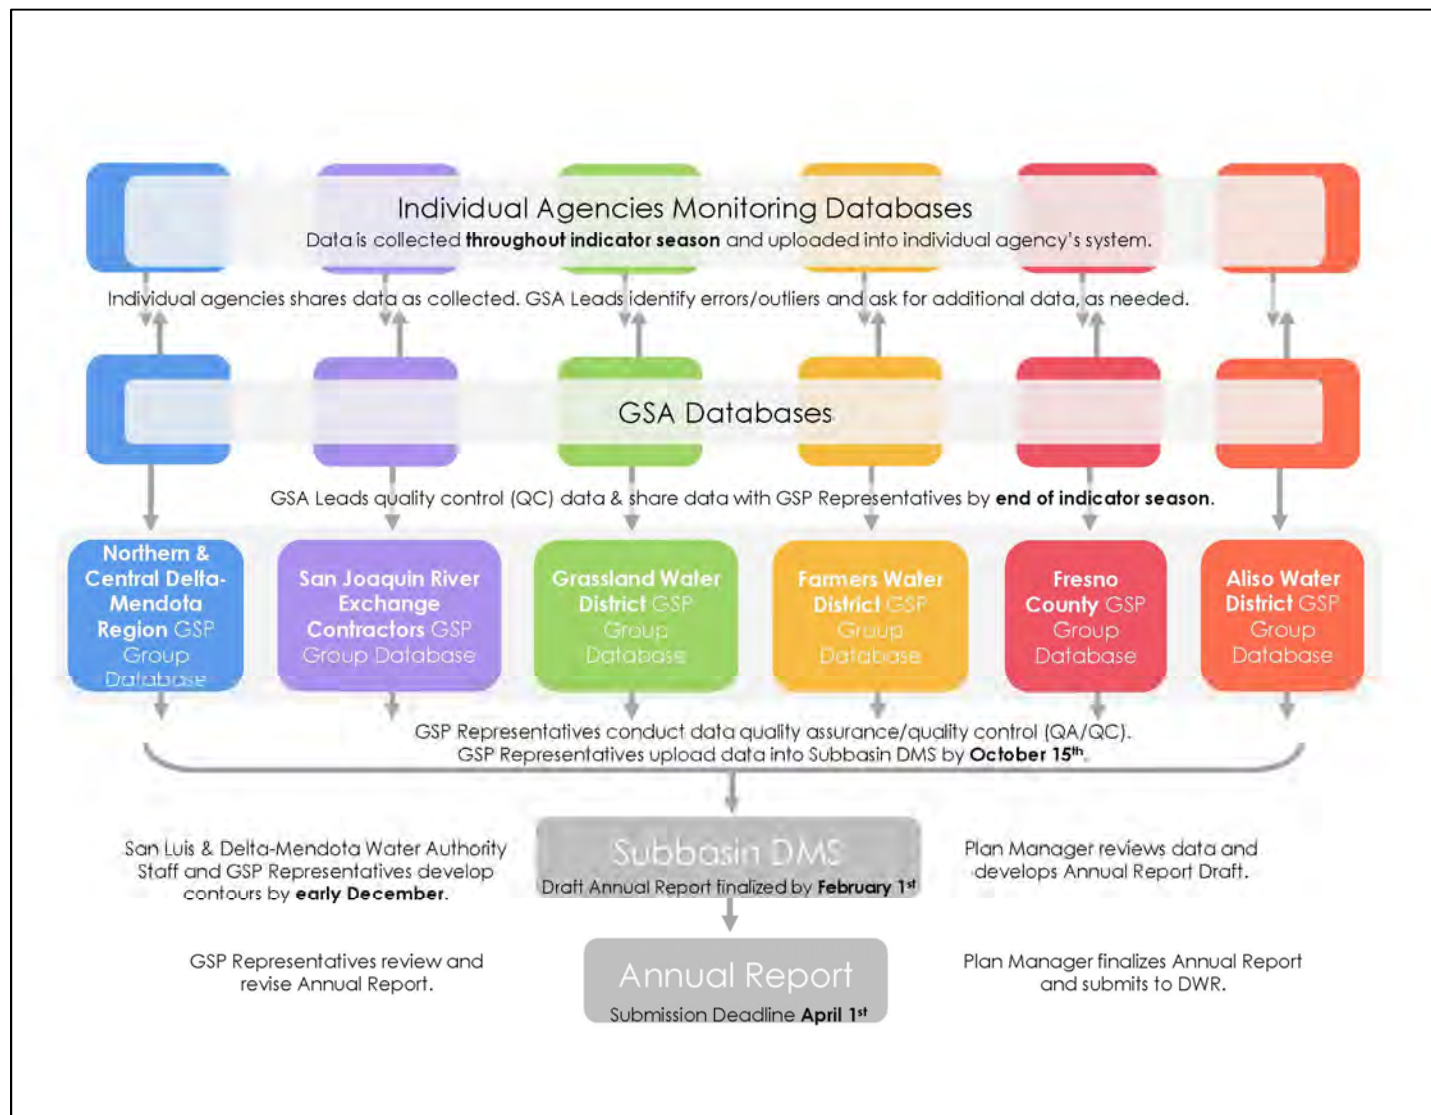 Individual Agencies Monitoring Databases
Data is collected throughout indicator season and uploaded into individual agency's system.
Individual agencies shares data as collected. GSA Leads identify errors/outliers and ask for additional data, as needed.
GSA Databases
GSA Leads quality control (QC) data & share data with GSP Representatives by end of indicator season.
Northern &
Central Delta-
Mendota
Region GSP
Group
Database
San Joaquin River
Exchange
Contractors GSP
Group Database
Grassland Water
District GSP
Group
Database
Farmers Water
District GSP
Group
Database
Fresno
County GSP
Group
Database
Aliso Water
District GSP
Group
Database
GSP Representatives conduct data quality assurance/quality control (QA/QC).
GSP Representatives upload data into Subbasin DMS by October 15th.
San Luis & Delta-Mendota Water Authority
Staff and GSP Representatives develop
contours by early December.
Subbasin DMS
Draft Annual Report finalized by February 1st
Plan Manager reviews data and
develops Annual Report Draft.
GSP Representatives review and
revise Annual Report.
Annual Report
Submission Deadline April 1st
Plan Manager finalizes Annual Report
and submits to DWR.